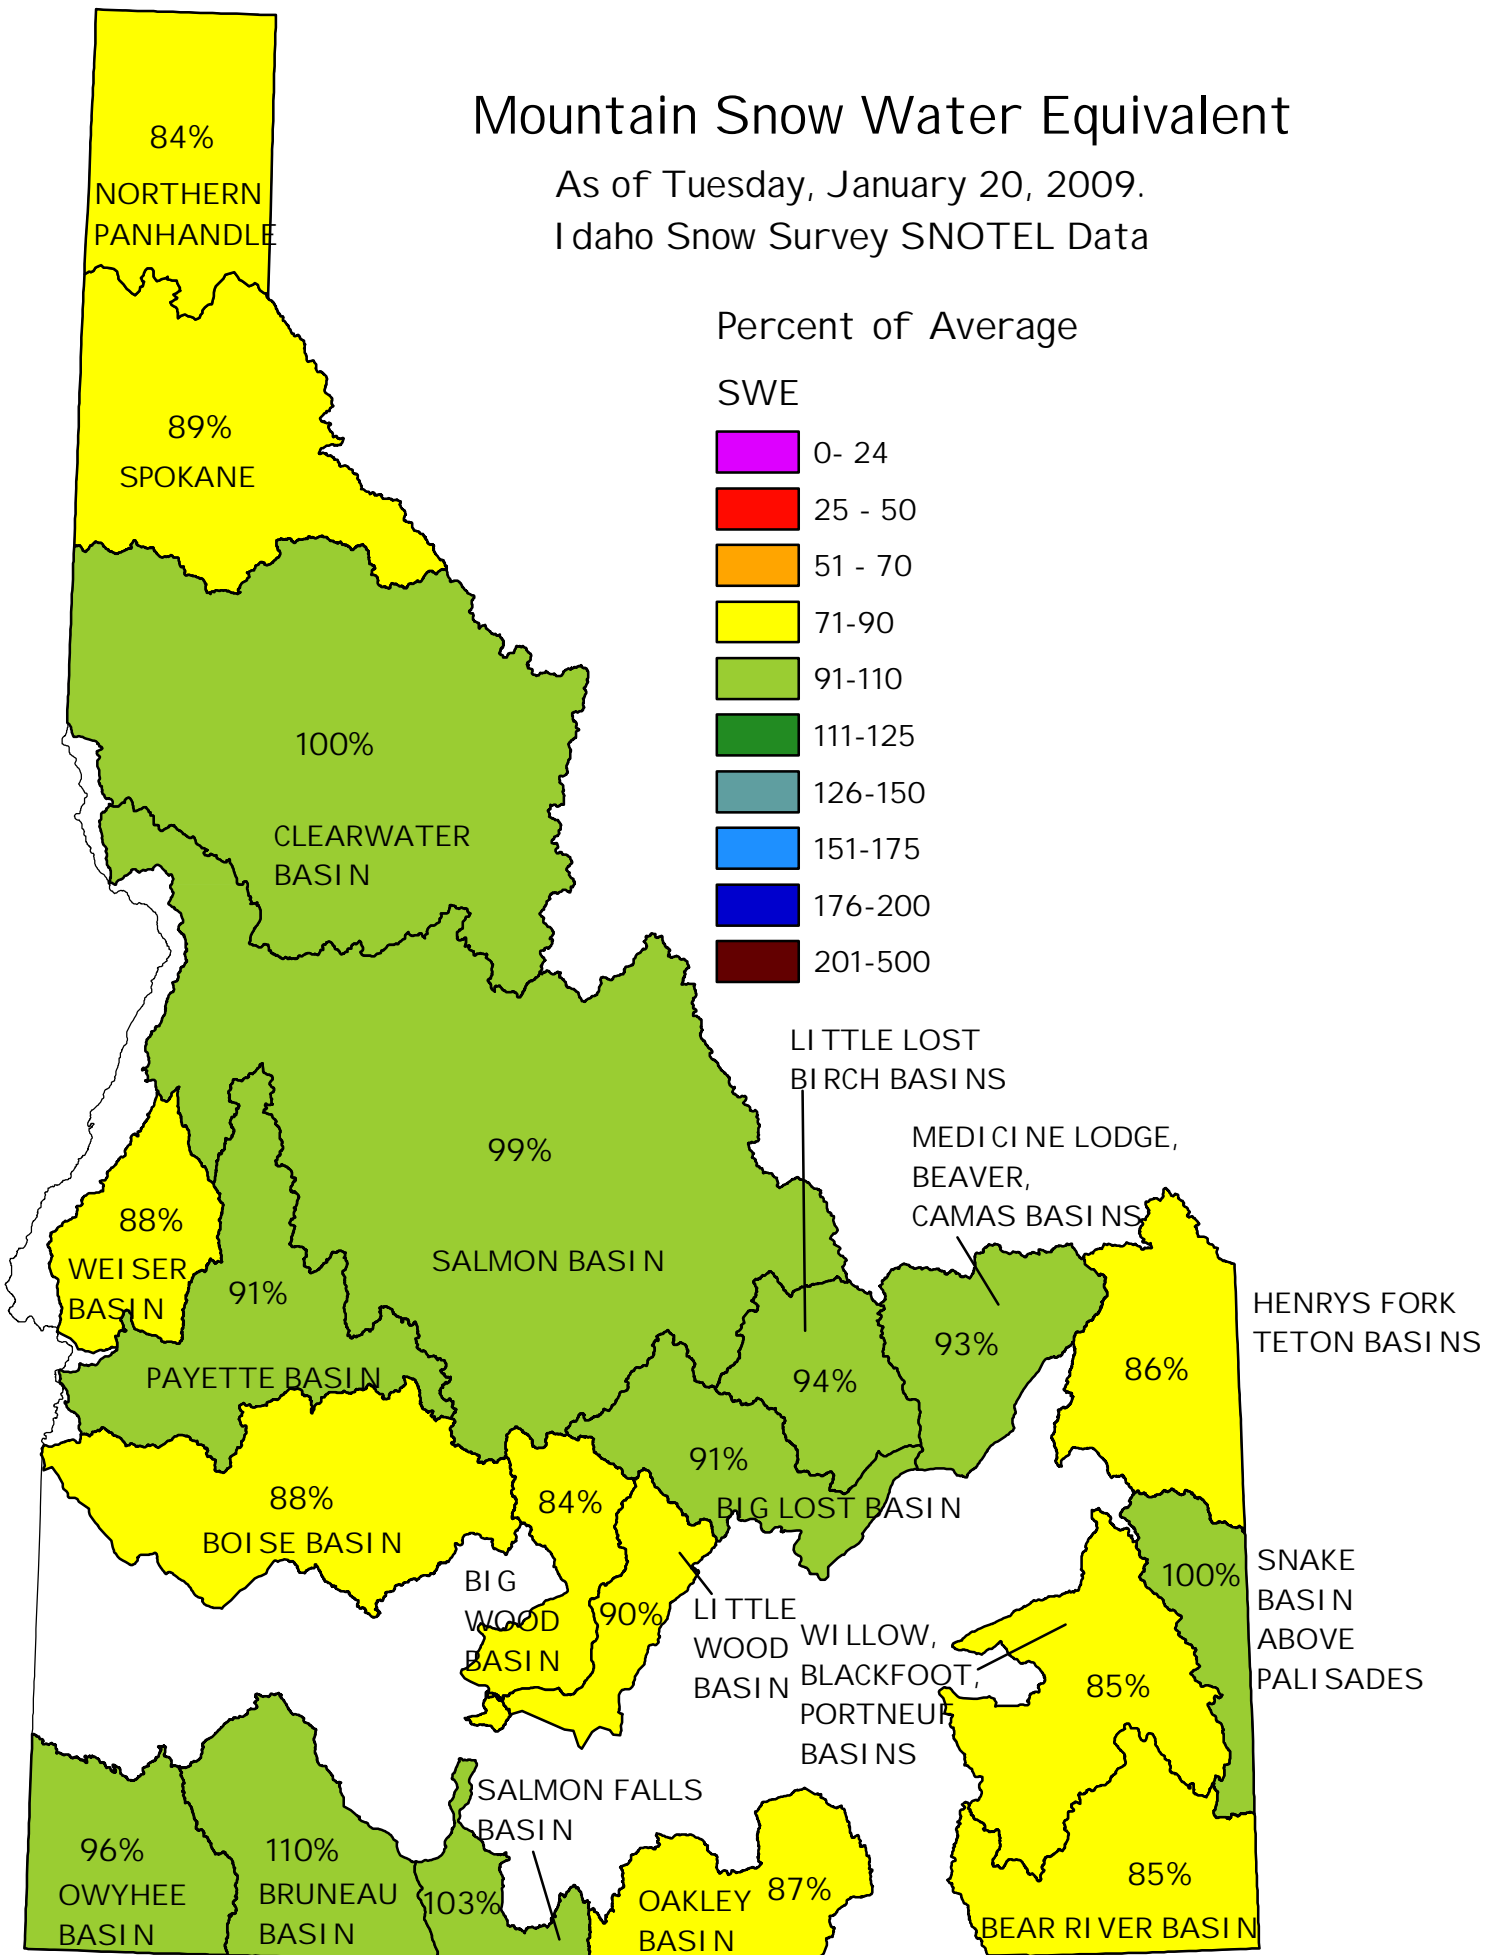 Mountain Snow Water Equivalent
As of Tuesday, January 20, 2009.
Idaho Snow Survey SNOTEL Data
Percent of Average
SWE
0- 24
25 - 50
51 - 70
71-90
91-110
111-125
126-150
151-175
176-200
201-500
84%
NORTHERN
PANHANDLE
89%
SPOKANE
100%
CLEARWATER
BASIN
LITTLE LOST
BIRCH BASINS
MEDICINE LODGE,
BEAVER,
CAMAS BASINS
99%
SALMON BASIN
88%
WEISER
BASIN
91%
PAYETTE BASIN
94%
93%
86%
HENRYS FORK
TETON BASINS
91%
BIG LOST BASIN
88%
BOISE BASIN
84%
BIG
WOOD
BASIN
90%
LITTLE
WOOD
BASIN
100%
SNAKE
BASIN
ABOVE
PALISADES
WILLOW,
BLACKFOOT,
PORTNEUF
BASINS
85%
SALMON FALLS
BASIN
96%
OWYHEE
BASIN
110%
BRUNEAU
BASIN
103%
OAKLEY
BASIN
87%
85%
BEAR RIVER BASIN